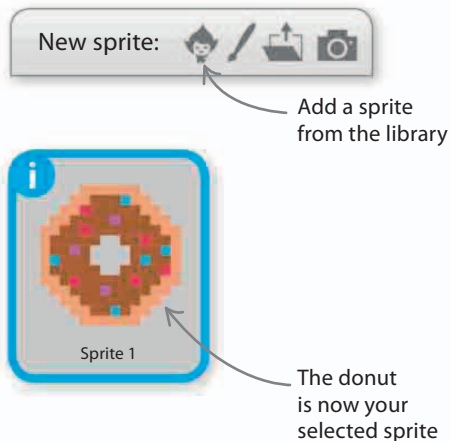 New sprite:
Add a sprite
from the library
i
Sprite 1
The donut
is now your
selected sprite